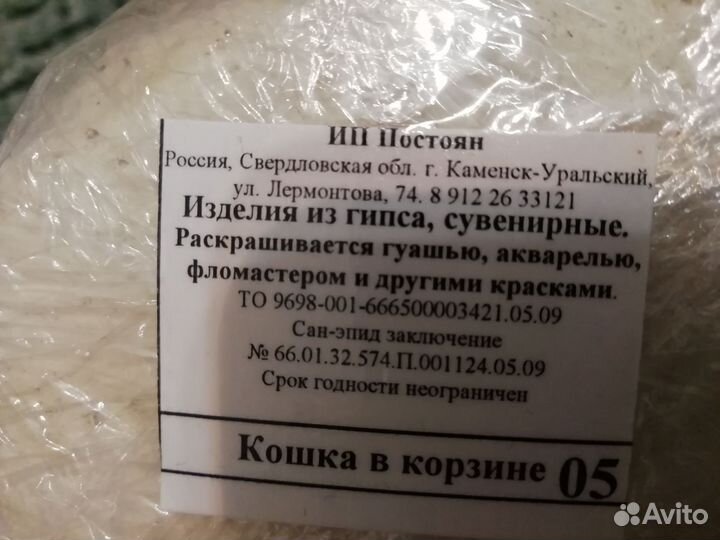 ИП Постоян
Россия, Свердловская обл. г. Каменск-Уральский,
ул. Лермонтова, 74. 8 912 26 33121
Изделия из гипса, сувенирные.
Раскрашивается гуашью, акварелью,
фломастером и другими красками.
ТО 9698-001-666500003421.05.09
Сан-эпид заключение
№ 66.01.32.574.П.001124.05.09
Срок годности неограничен
Кошка в корзине 05
Avito